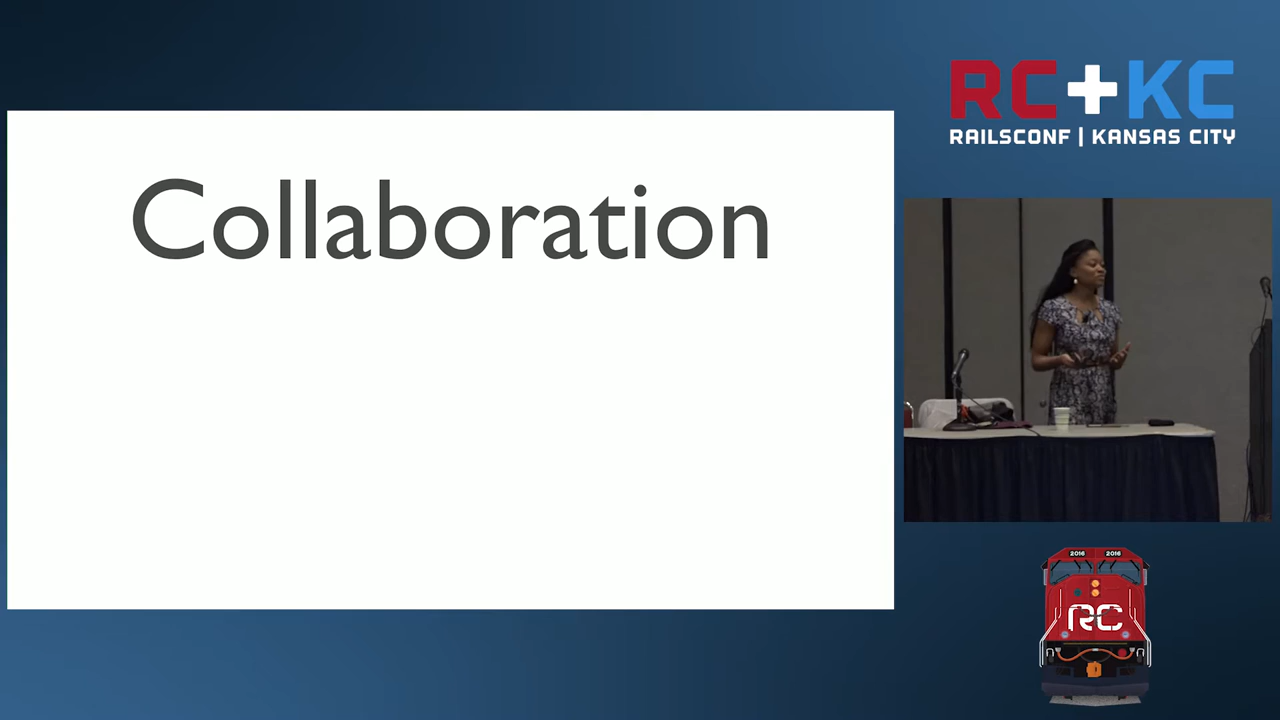 Collaboration
RC+KC
RAILSCONF | KANSAS CITY
2016 2016
RC